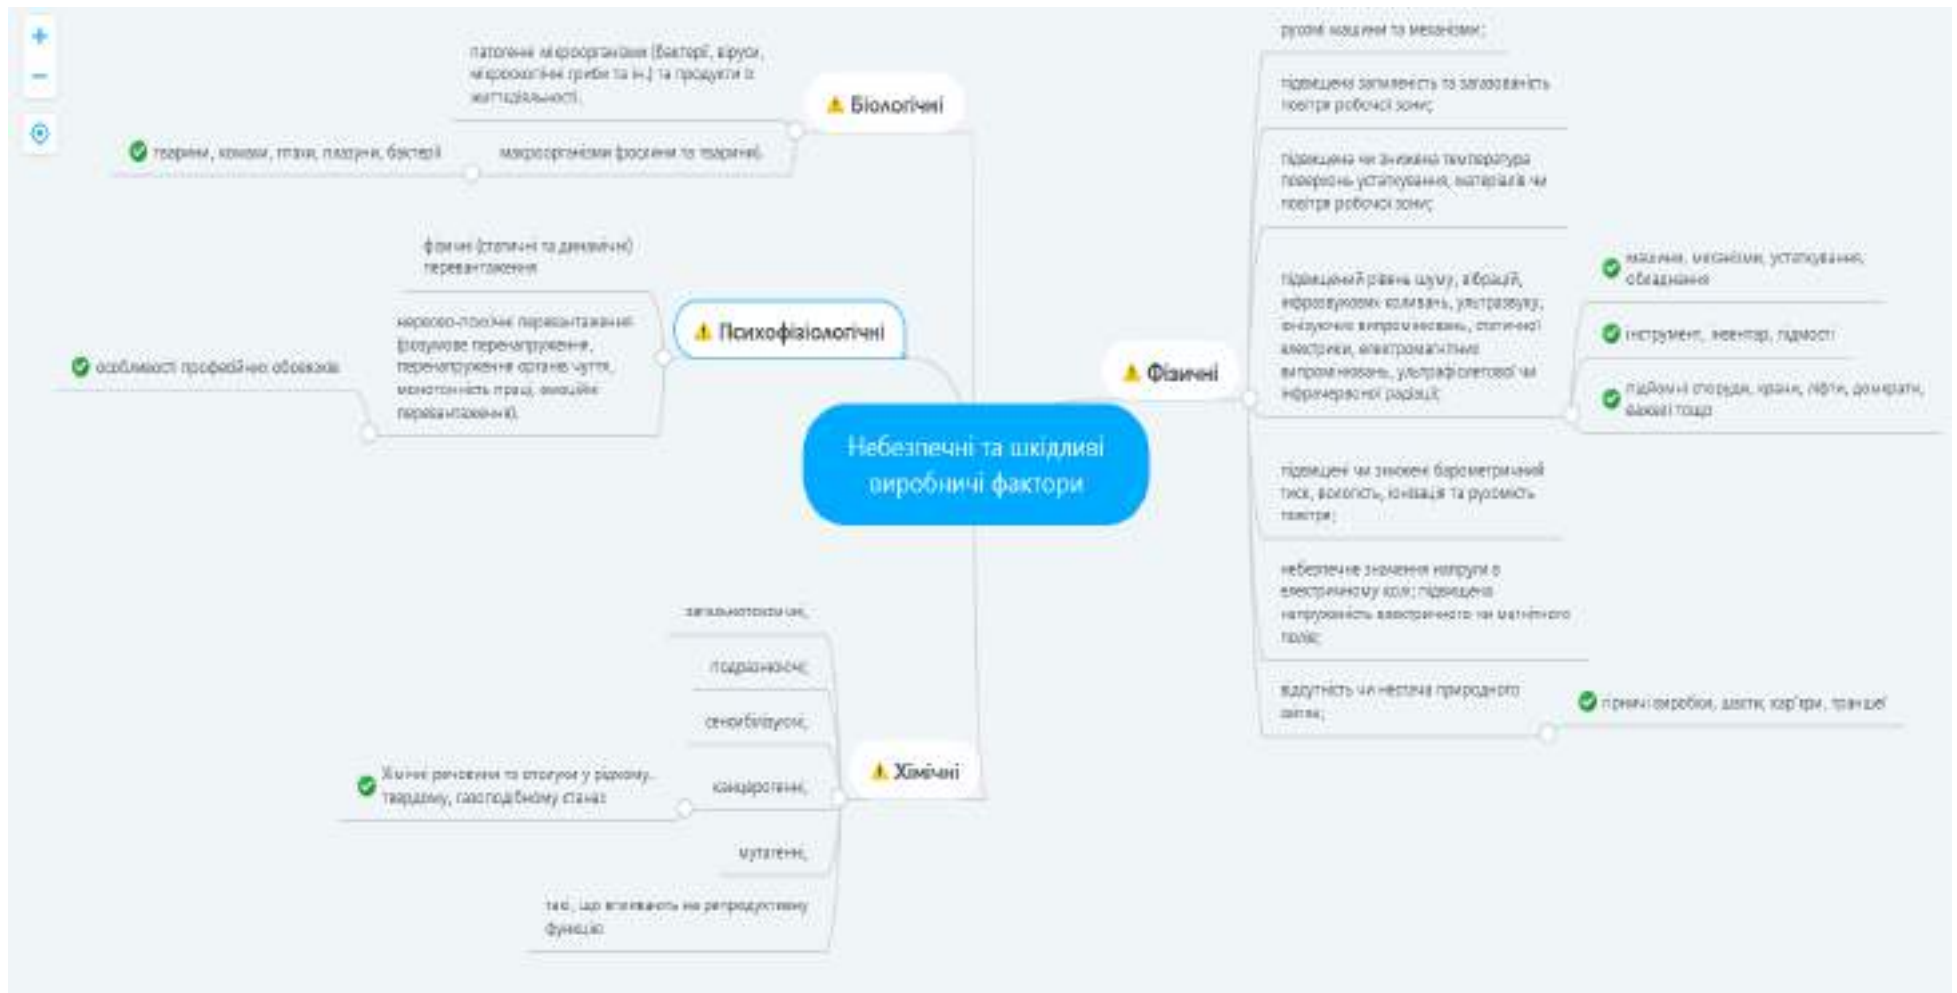 патогенні мікроорганізми (бактерії, віруси,
мікроскопічні гриби та ін.) та продукти їх
життєдіяльності.
⚠ Біологічні
тварини, комахи, птахи, плазуни, бактерії
макроорганізми (рослини та тварини).
фізичні (статичні та динамічні)
перевантаження
⚠ Психофізіологічні
нервово-психічні перевантаження
(розумове перенапруження,
перенапруження органів чуття,
монотонність праці, емоційні
перевантаження).
особливості професійних обов'язків
Небезпечні та шкідливі
виробничі фактори
загальнотоксичні,
подразнюючі,
сенсибілізуючі,
канцерогенні,
мутагенні,
такі, що впливають на репродуктивну
функцію
⚠ Хімічні
Хімічні речовини та сполуки у рідкому,
твердому, газоподібному станах
⚠ Фізичні
рухомі машини та механізми;
підвищена запиленість та загазованість
повітря робочої зони;
підвищена чи знижена температура
поверхонь устаткування, матеріалів чи
повітря робочої зони;
підвищений рівень шуму, вібрацій,
інфразвукових коливань, ультразвуку,
іонізуючих випромінювань, статичної
електрики, електромагнітних
випромінювань, ультрафіолетової чи
інфрачервоної радіації;
машини, механізми, устаткування,
обладнання
інструмент, інвентар, підмості
підйомні споруди, крани, ліфти, домкрати,
важелі тощо
підвищені чи знижені барометричний
тиск, вологість, іонізація та рухомість
повітря;
небезпечне значення напруги в
електричному колі; підвищена
напруженість електричного чи магнітного
полів;
відсутність чи нестача природного
світла;
гірничі виробки, шахти, кар'єри, траншеї